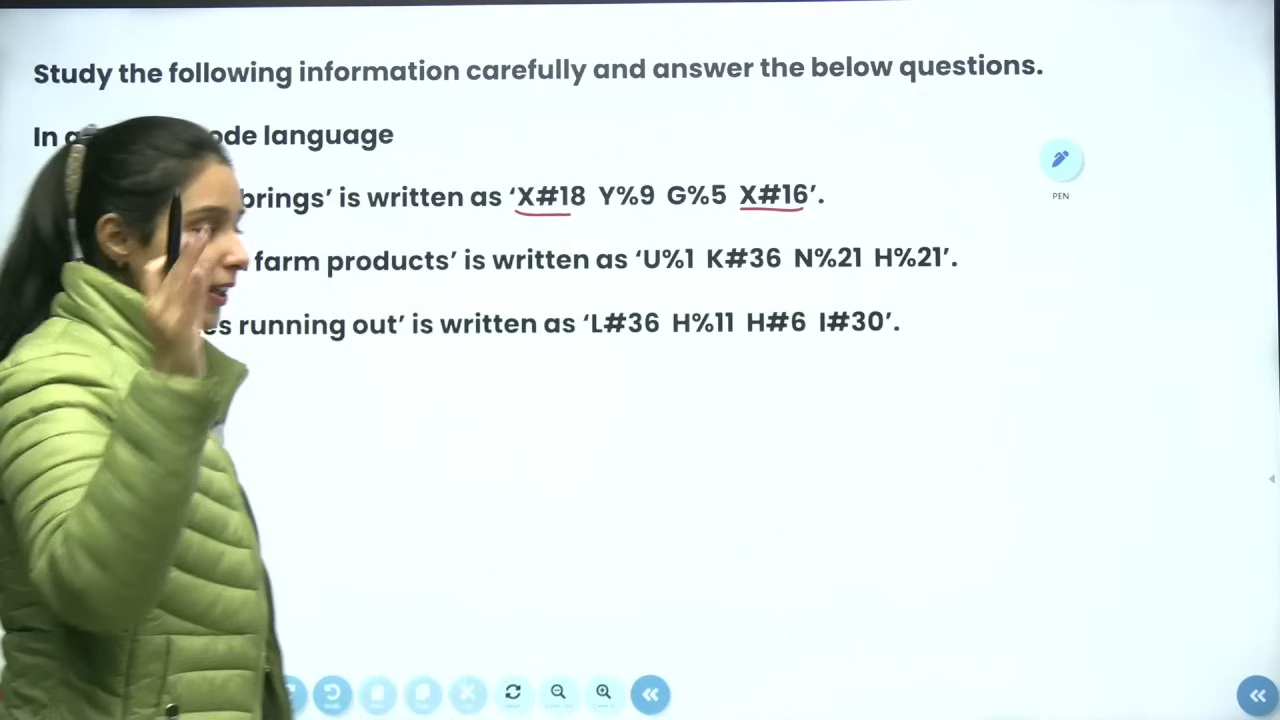 Study the following information carefully and answer the below questions.
In ode language
brings’ is written as ‘X#18 Y%9 G%5 X#16’.
farm products’ is written as ‘U%1 K#36 N%21 H%21’.
es running out’ is written as ‘L#36 H%11 H#6 I#30’.
PEN